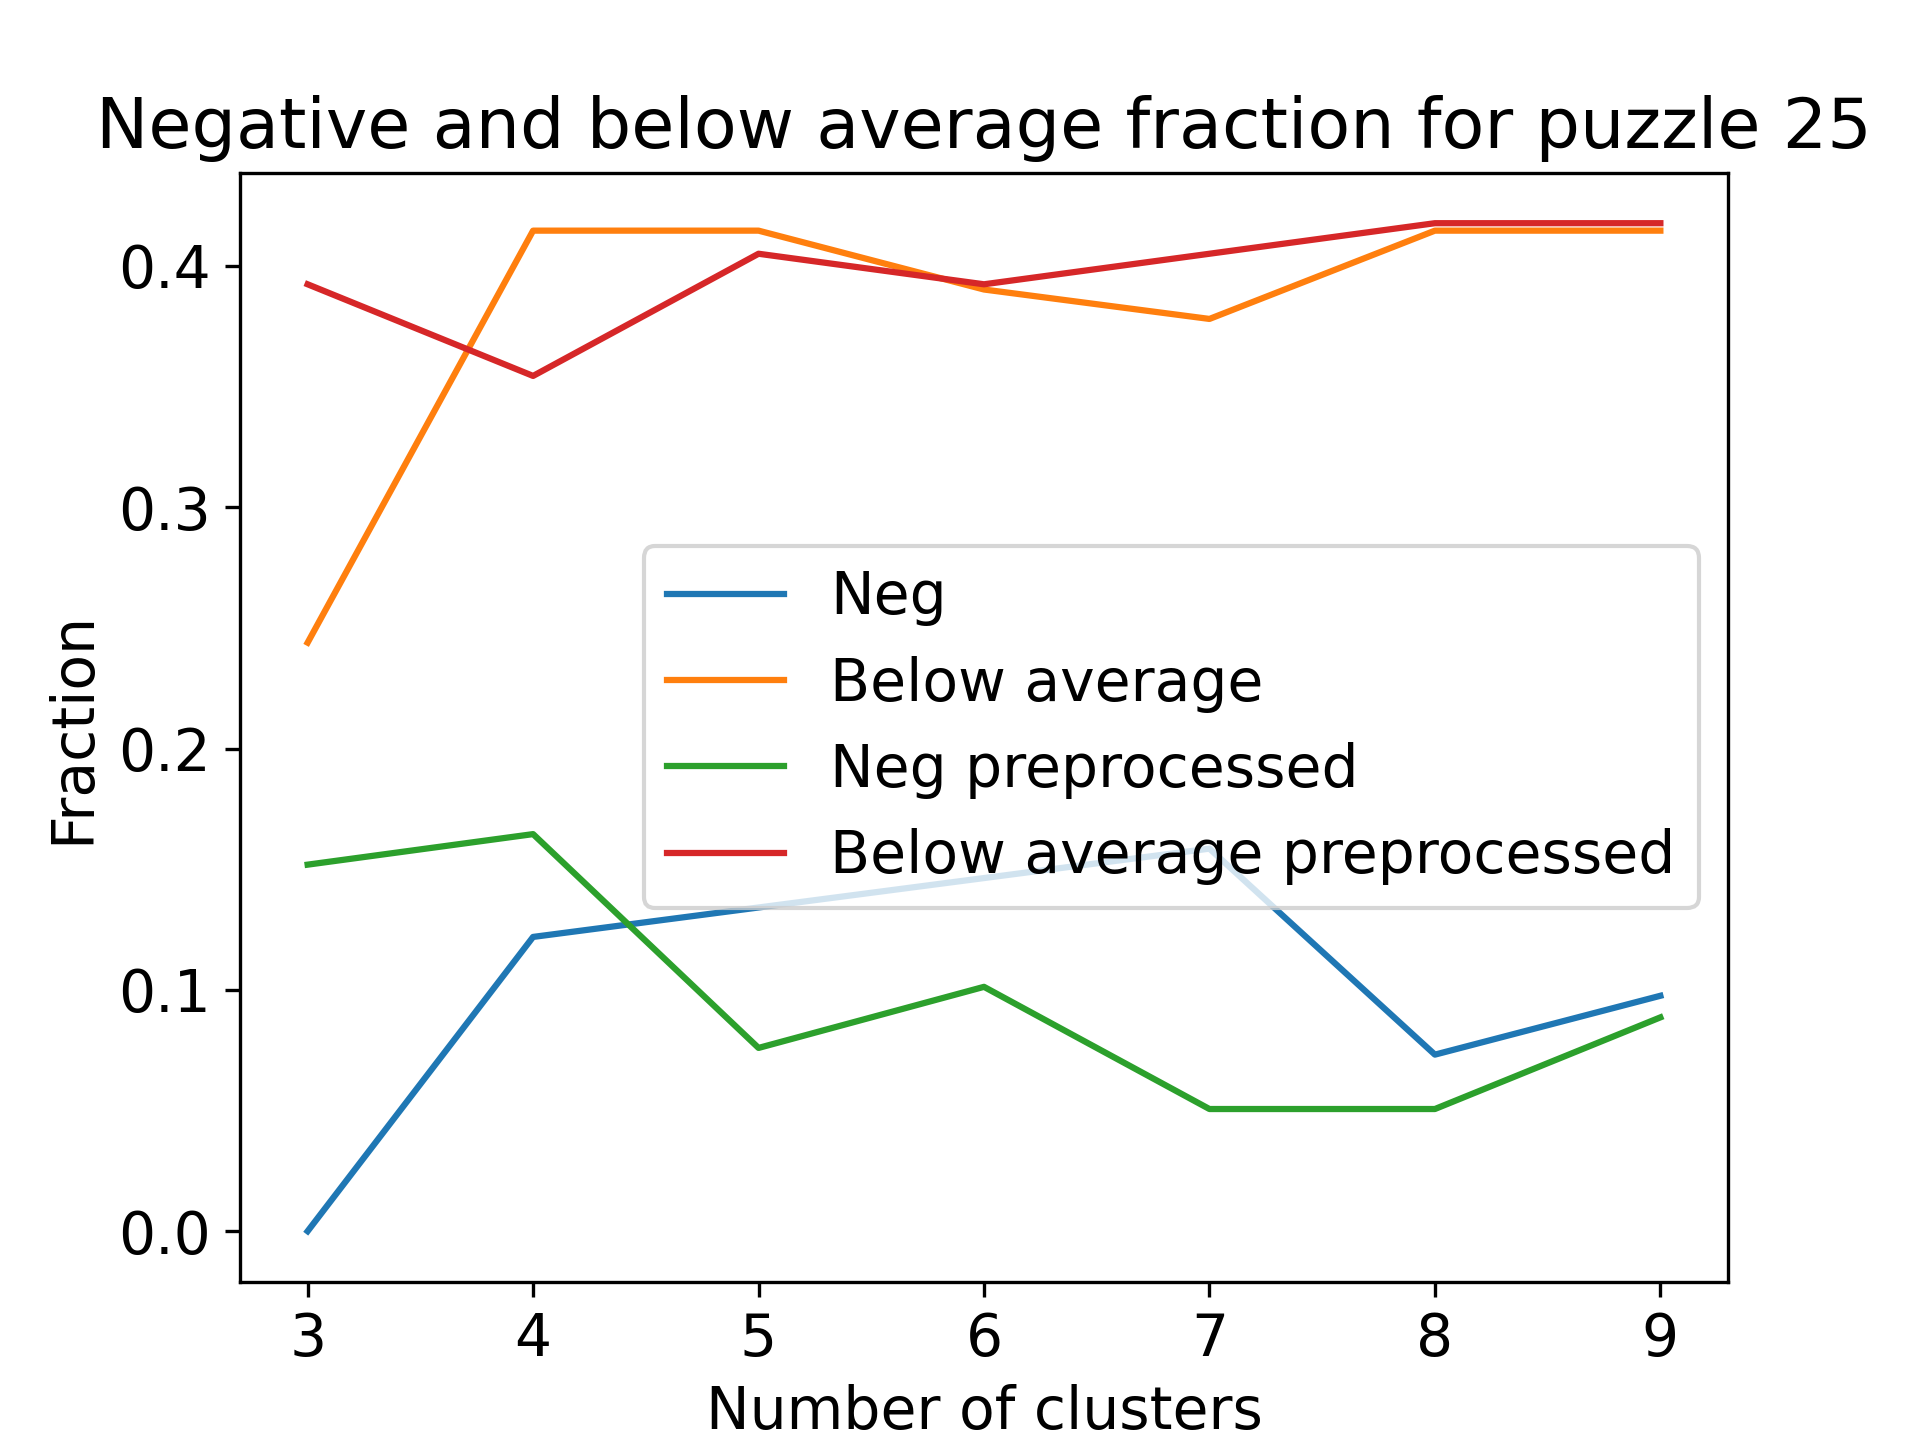 Negative and below average fraction for puzzle 25
Fraction
0.4
0.3
0.2
0.1
0.0
Neg
Below average
Neg preprocessed
Below average preprocessed
3 4 5 6 7 8 9
Number of clusters